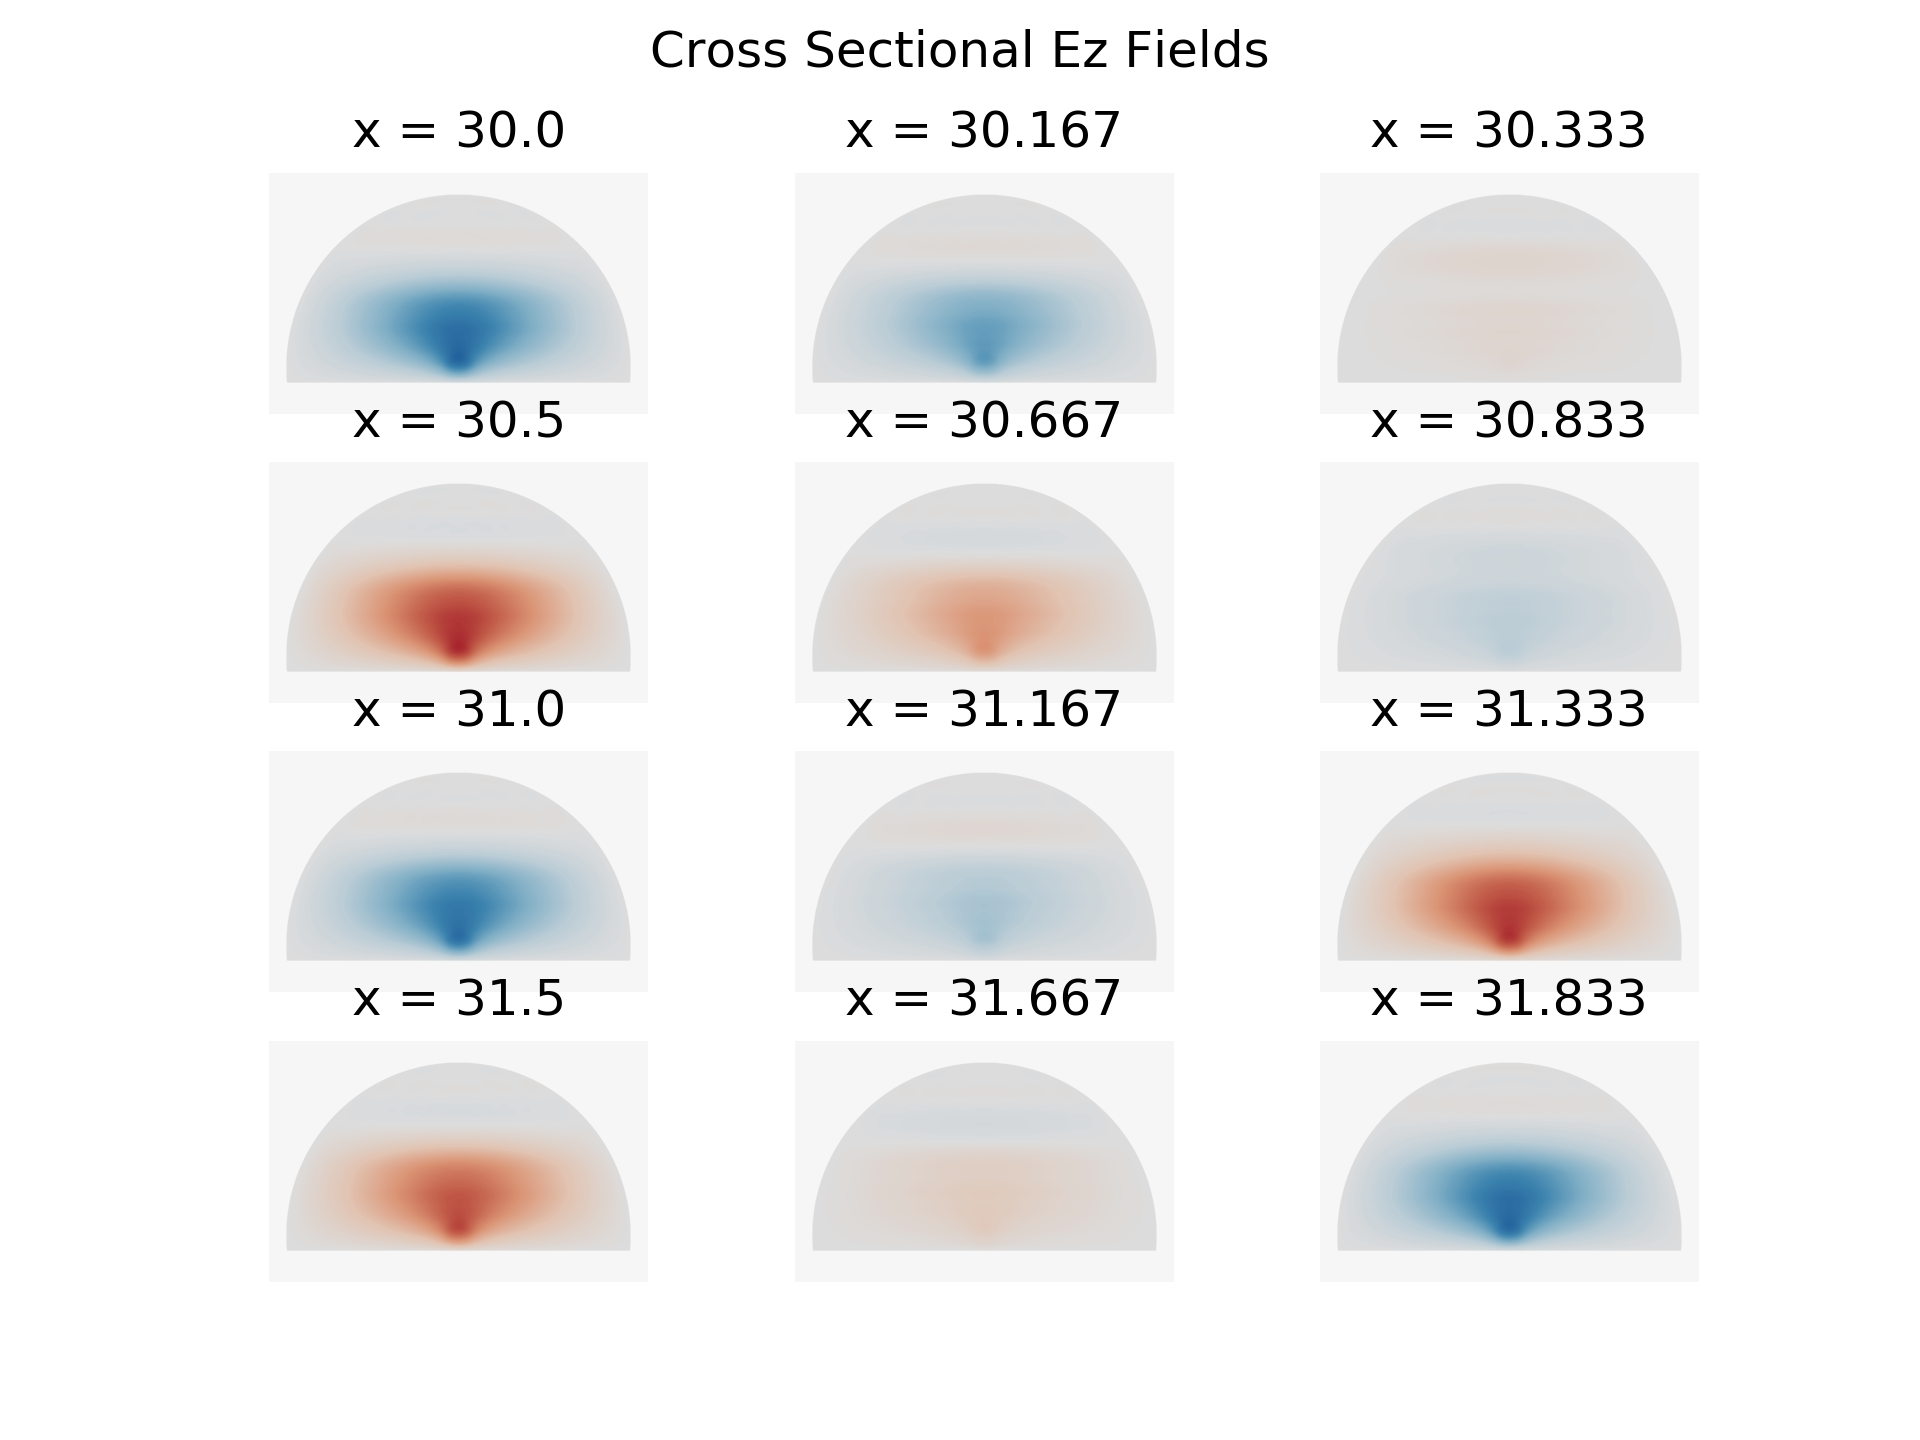 Cross Sectional Ez Fields
x = 30.0
x = 30.167
x = 30.333
x = 30.5
x = 30.667
x = 30.833
x = 31.0
x = 31.167
x = 31.333
x = 31.5
x = 31.667
x = 31.833